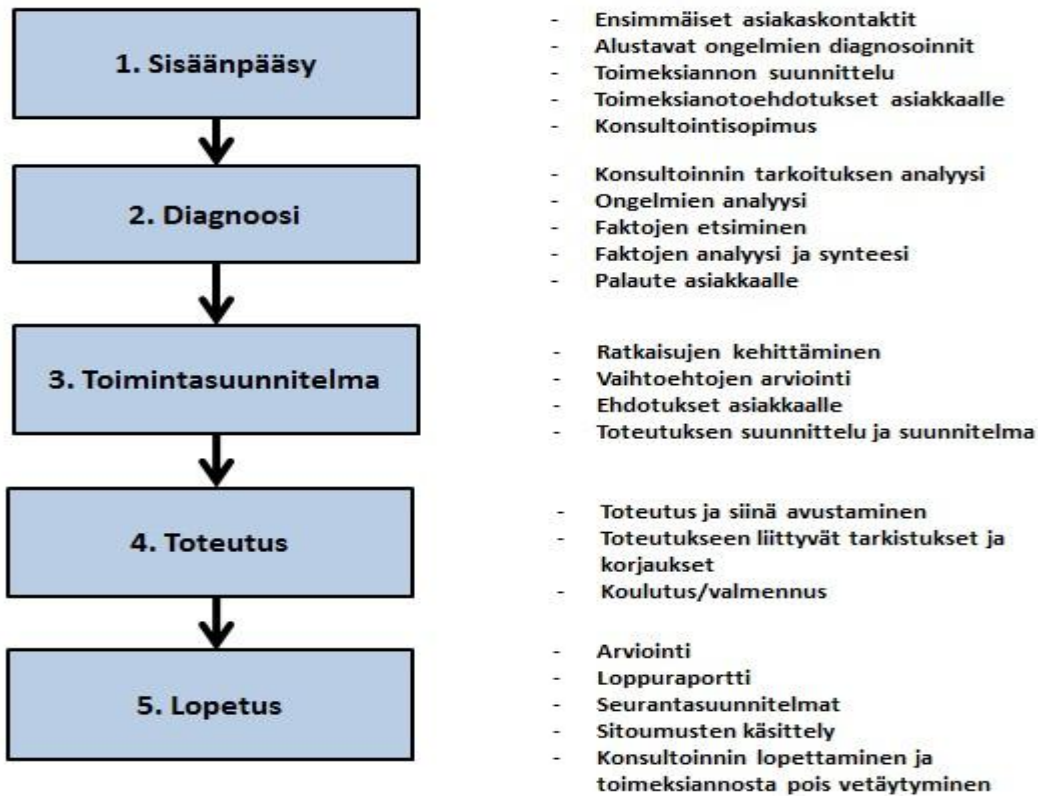 1. Sisäänpääsy
- Ensimmäiset asiakaskontaktit
- Alustavat ongelmien diagnosoinnit
- Toimeksiannon suunnittelu
- Toimeksianotoehdotukset asiakkaalle
- Konsultointisopimus
2. Diagnoosi
- Konsultoinnin tarkoituksen analyysi
- Ongelmien analyysi
- Faktojen etsiminen
- Faktojen analyysi ja synteesi
- Palaute asiakkaalle
3. Toimintasuunnitelma
- Ratkaisujen kehittäminen
- Vaihtoehtojen arviointi
- Ehdotukset asiakkaalle
- Toteutuksen suunnittelu ja suunnitelma
4. Toteutus
- Toteutus ja siinä avustaminen
- Toteutukseen liittyvät tarkistukset ja
korjaukset
- Koulutus/valmennus
5. Lopetus
- Arviointi
- Loppuraportti
- Seurantasuunnitelmat
- Sitoumusten käsittely
- Konsultoinnin lopettaminen ja
toimeksiannosta pois vetäytyminen